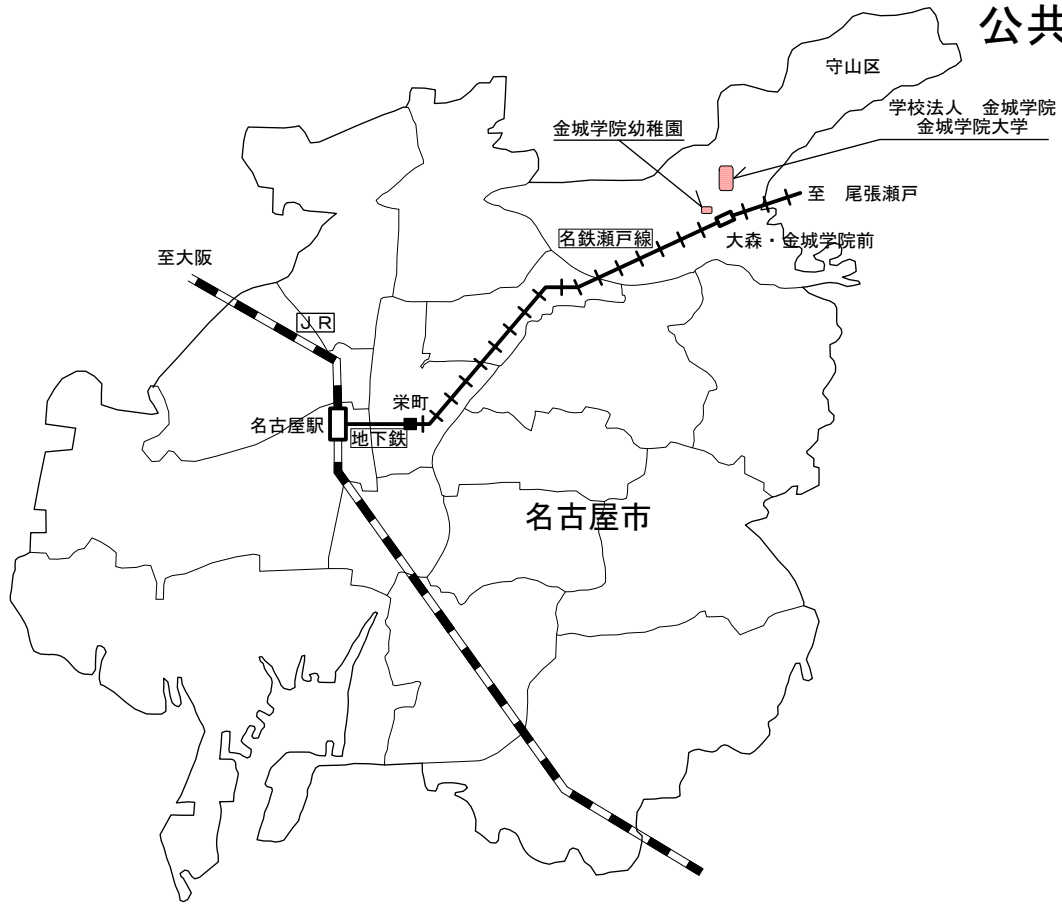 公共
守山区
学校法人　金城学院
金城学院大学
金城学院幼稚園
至　尾張瀬戸
名鉄瀬戸線
大森・金城学院前
至大阪
ＪＲ
栄町
名古屋駅
地下鉄
名古屋市